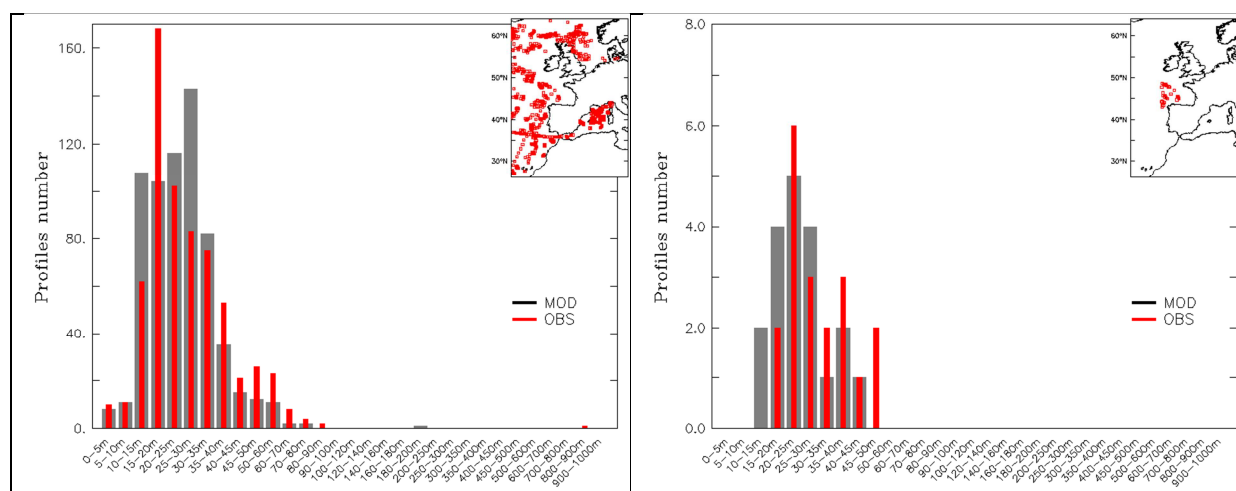 160.
120.
80.
40.
0.
Profiles number
60°N
50°N
40°N
30°N
MOD
OBS
0–5m
5–10m
10–15m
15–20m
20–25m
25–30m
30–35m
35–40m
40–45m
45–50m
50–60m
60–70m
70–80m
80–90m
90–100m
100–120m
120–140m
140–160m
160–180m
180–200m
200–250m
250–300m
300–350m
350–400m
400–450m
450–500m
500–600m
600–700m
700–800m
800–900m
900–1000m
8.0
6.0
4.0
2.0
0.0
Profiles number
60°N
50°N
40°N
30°N
MOD
OBS
0–5m
5–10m
10–15m
15–20m
20–25m
25–30m
30–35m
35–40m
40–45m
45–50m
50–60m
60–70m
70–80m
80–90m
90–100m
100–120m
120–140m
140–160m
160–180m
180–200m
200–250m
250–300m
300–350m
350–400m
400–450m
450–500m
500–600m
600–700m
700–800m
800–900m
900–1000m